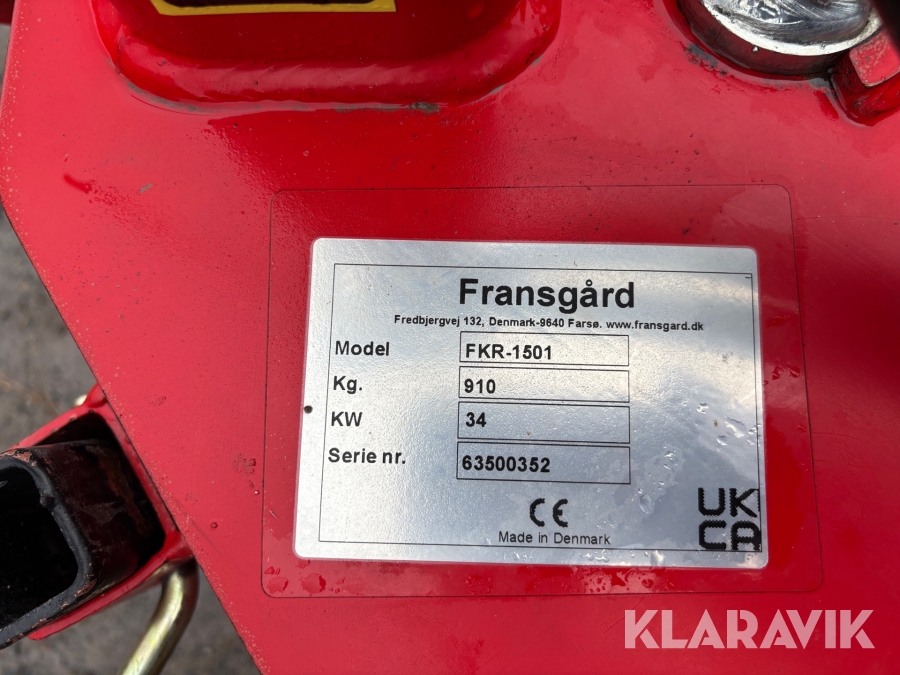 Fransgård
Fredbjergvej 132, Denmark-9640 Farsø. www.fransgard.dk
Model FKR-1501
Kg. 910
KW 34
Serie nr. 63500352
CE
Made in Denmark
UK
CA
KLARAVIK